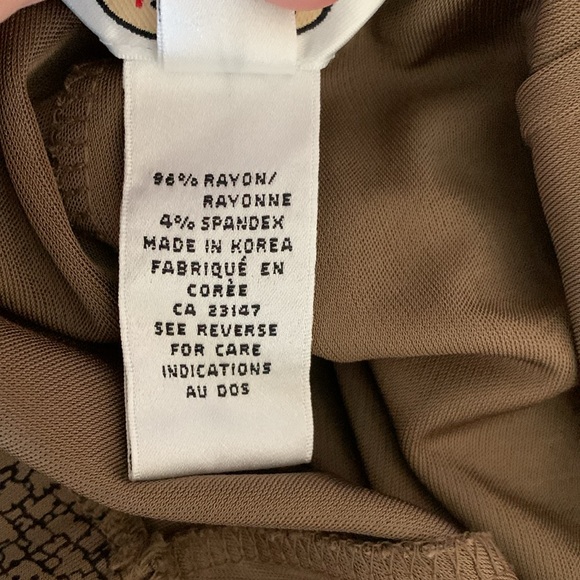 96% RAYON/
RAYONNE
4% SPANDEX
MADE IN KOREA
FABRIQUÉ EN
CORÉE
CA 23147
SEE REVERSE
FOR CARE
INDICATIONS
AU DOS